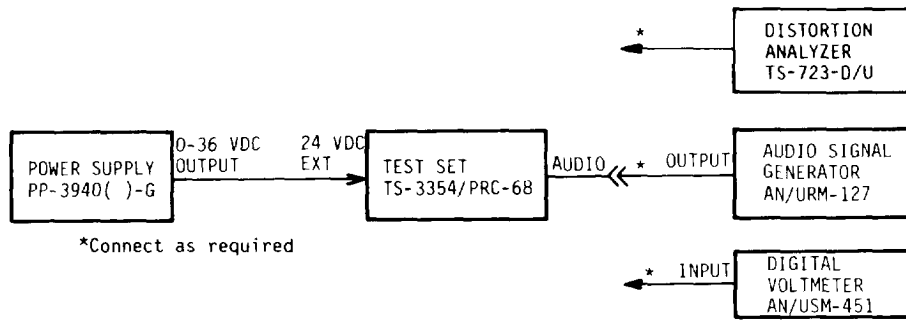 *
DISTORTION
ANALYZER
TS-723-D/U
POWER SUPPLY
PP-3940( )-G
0-36 VDC
OUTPUT
24 VDC
EXT
TEST SET
TS-3354/PRC-68
AUDIO
* OUTPUT
AUDIO SIGNAL
GENERATOR
AN/URM-127
*Connect as required
* INPUT
DIGITAL
VOLTMETER
AN/USM-451